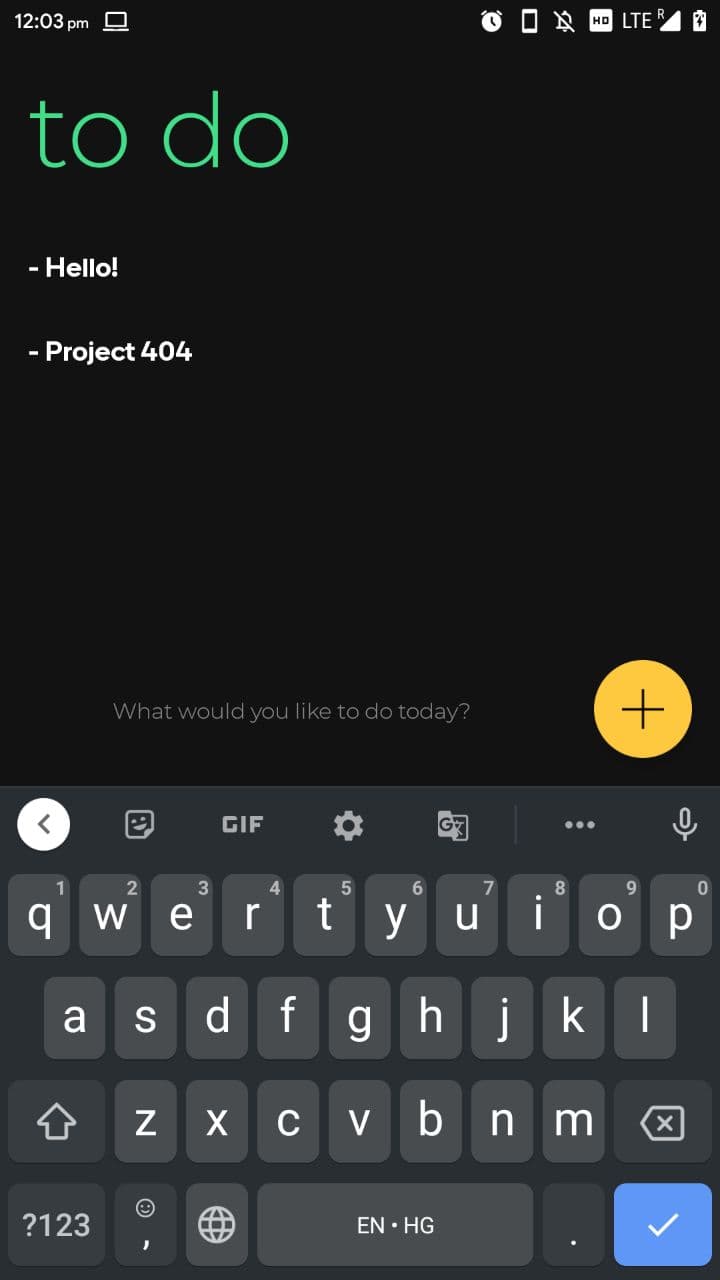 12:03 pm HD LTE R
to do
- Hello!
- Project 404
What would you like to do today?
GIF
1 2 3 4 5 6 7 8 9 0
q w e r t y u i o p
a s d f g h j k l
z x c v b n m
?123 , EN • HG .